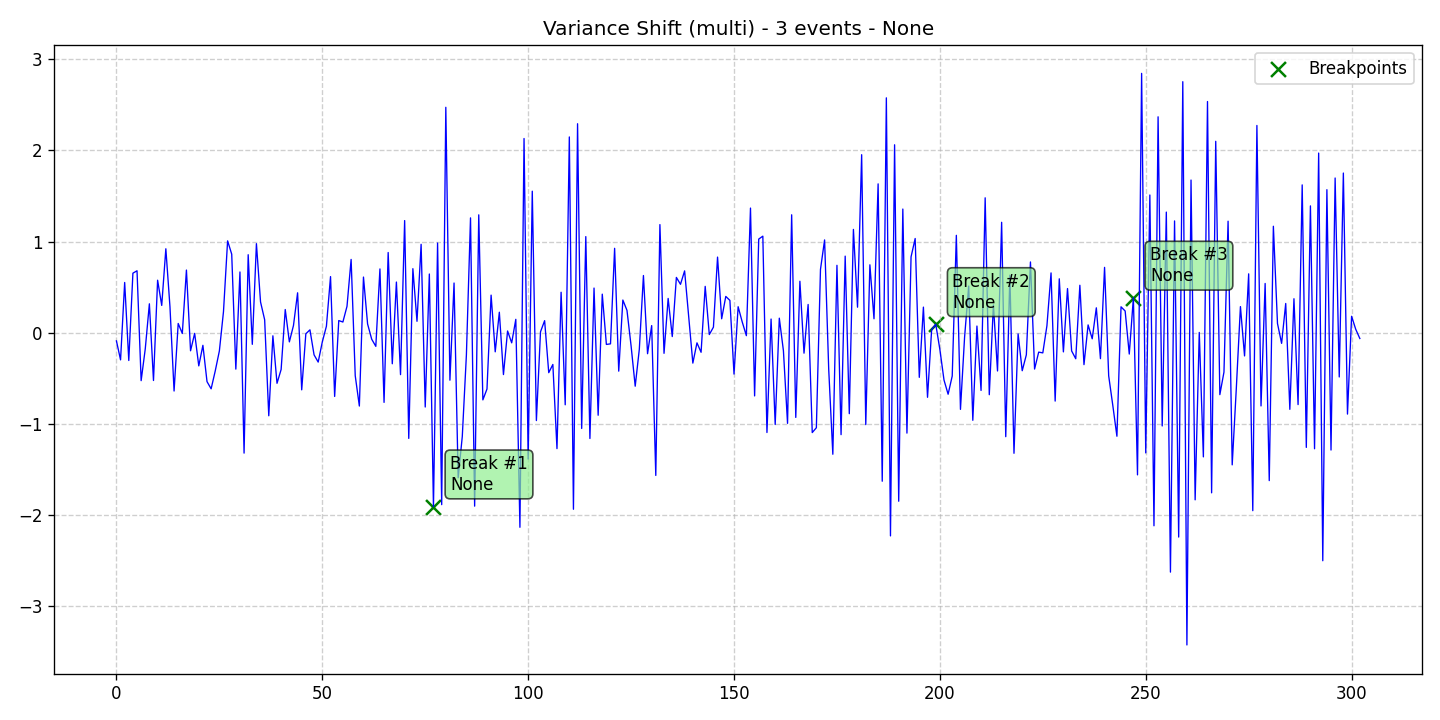 Variance Shift (multi) - 3 events - None
3
2
1
0
−1
−2
−3
Breakpoints
Break #1
None
Break #2
None
Break #3
None
0
50
100
150
200
250
300